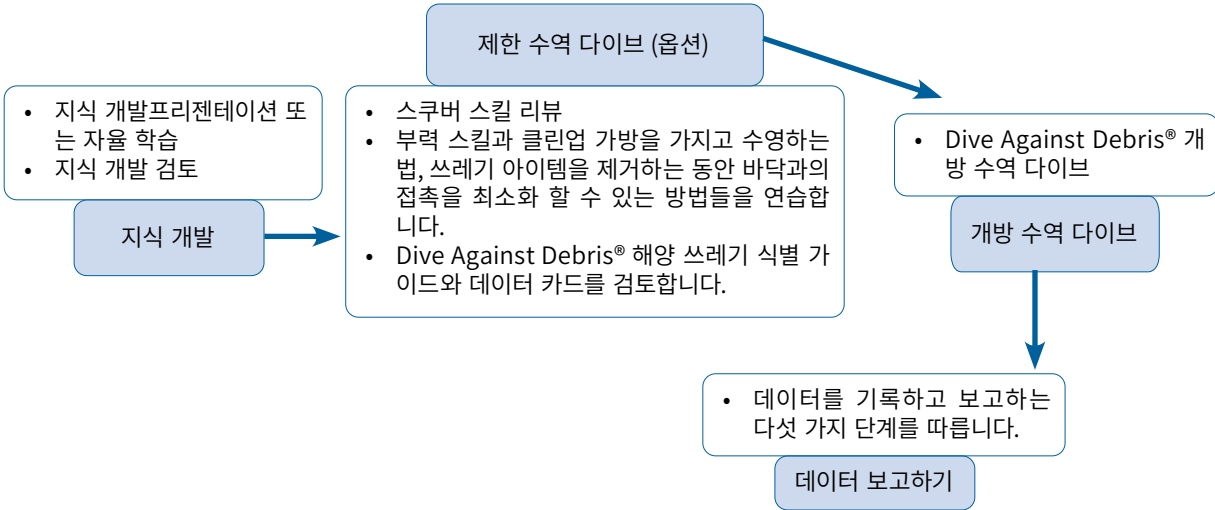 제한 수역 다이브 (옵션)
• 지식 개발프리젠테이션 또
는 자율 학습
• 지식 개발 검토
지식 개발
• 스쿠버 스킬 리뷰
• 부력 스킬과 클린업 가방을 가지고 수영하는
법, 쓰레기 아이템을 제거하는 동안 바닥과의
접촉을 최소화 할 수 있는 방법들을 연습합
니다.
• Dive Against Debris® 해양 쓰레기 식별 가
이드와 데이터 카드를 검토합니다.
• Dive Against Debris® 개
방 수역 다이브
개방 수역 다이브
• 데이터를 기록하고 보고하는
다섯 가지 단계를 따릅니다.
데이터 보고하기